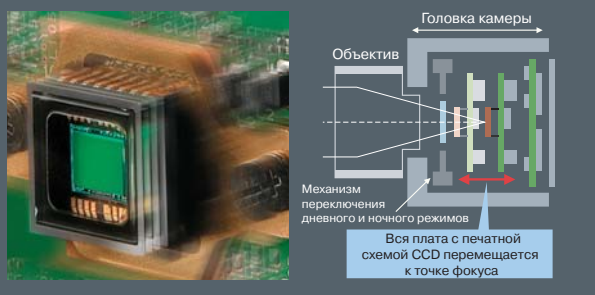 Головка камеры
Объектив
Механизм
переключения
дневного и ночного режимов
Вся плата с печатной
схемой CCD перемещается
к точке фокуса